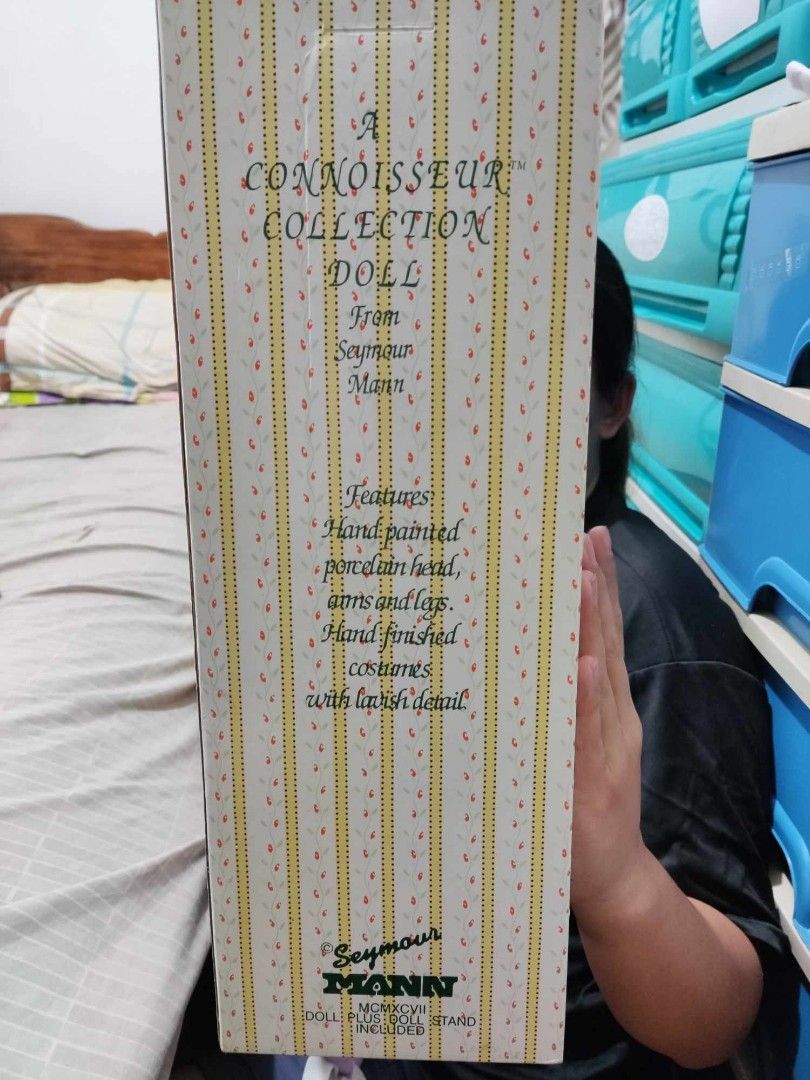 A
CONNOISSEUR™
COLLECTION
DOLL
From
Seymour
Mann
Features:
Hand painted
porcelain head,
arms and legs.
Hand finished
costumes
with lavish detail.
©Seymour
MANN
MCMXCVII
DOLL PLUS DOLL STAND
INCLUDED